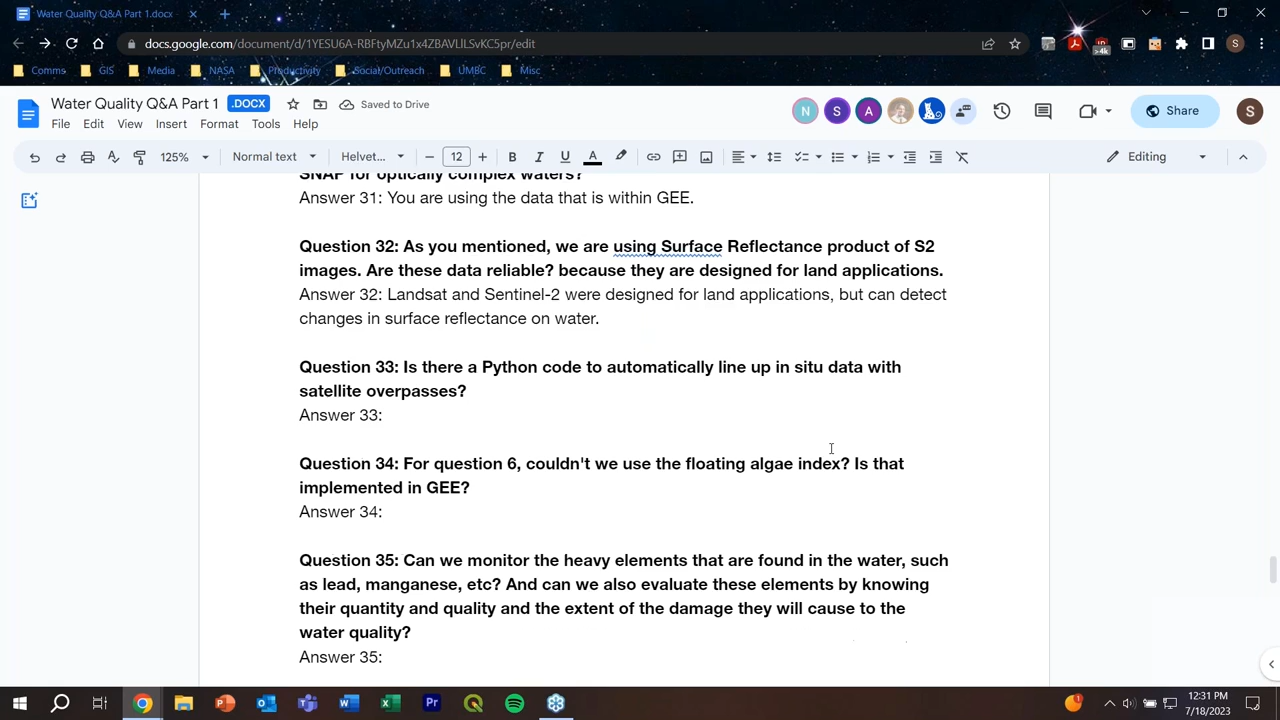 Water Quality Q&A Part 1.docx
docs.google.com/document/d/1YESU6A-RBFtyMZu1x4ZBAVLlLSvKC5pr/edit
S
Comms GIS Media NASA Productivity Social/Outreach UMBC Misc
Water Quality Q&A Part 1 .DOCX Saved to Drive
N S A Share S
File Edit View Insert Format Tools Help
125% Normal text Helvet... 12 B I U A Editing
SNAP for optically complex waters?
Answer 31: You are using the data that is within GEE.
Question 32: As you mentioned, we are using Surface Reflectance product of S2
images. Are these data reliable? because they are designed for land applications.
Answer 32: Landsat and Sentinel-2 were designed for land applications, but can detect
changes in surface reflectance on water.
Question 33: Is there a Python code to automatically line up in situ data with
satellite overpasses?
Answer 33:
Question 34: For question 6, couldn't we use the floating algae index? Is that
implemented in GEE?
Answer 34:
Question 35: Can we monitor the heavy elements that are found in the water, such
as lead, manganese, etc? And can we also evaluate these elements by knowing
their quantity and quality and the extent of the damage they will cause to the
water quality?
Answer 35:
12:31 PM
7/18/2023